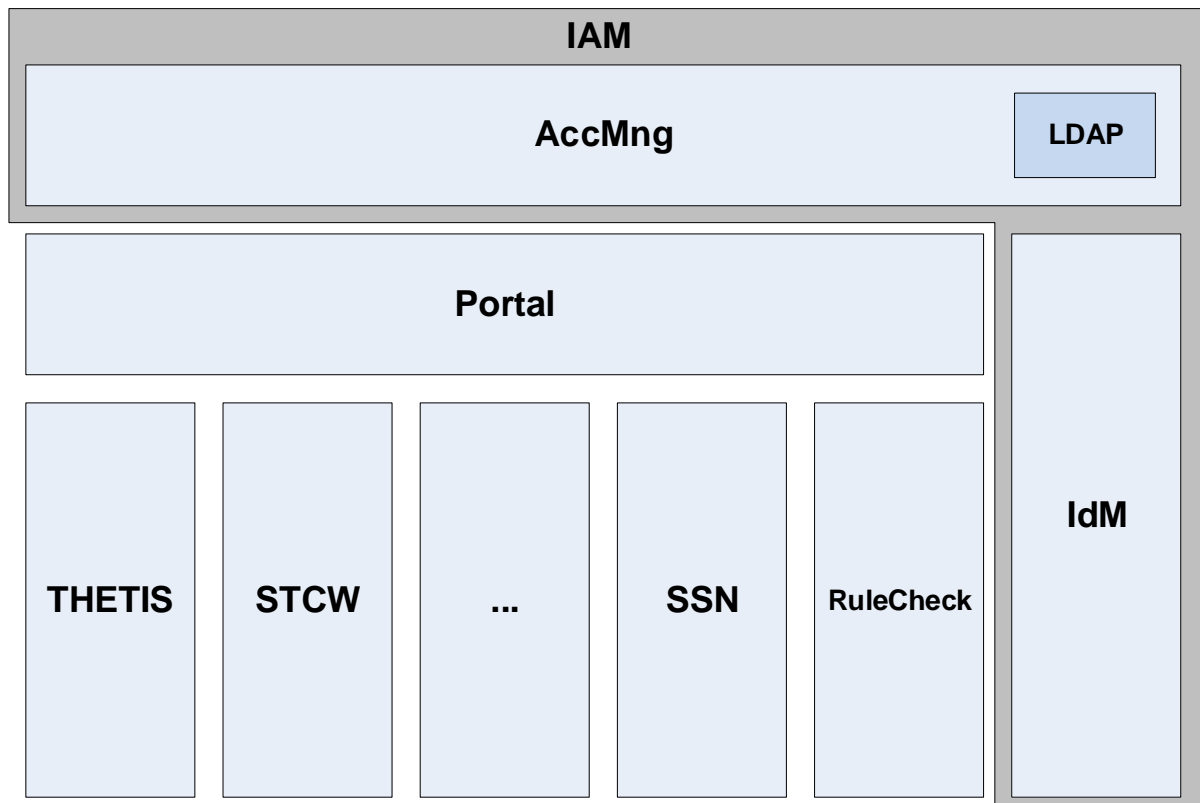 IAM
AccMng
LDAP
Portal
IdM
THETIS
STCW
...
SSN
RuleCheck